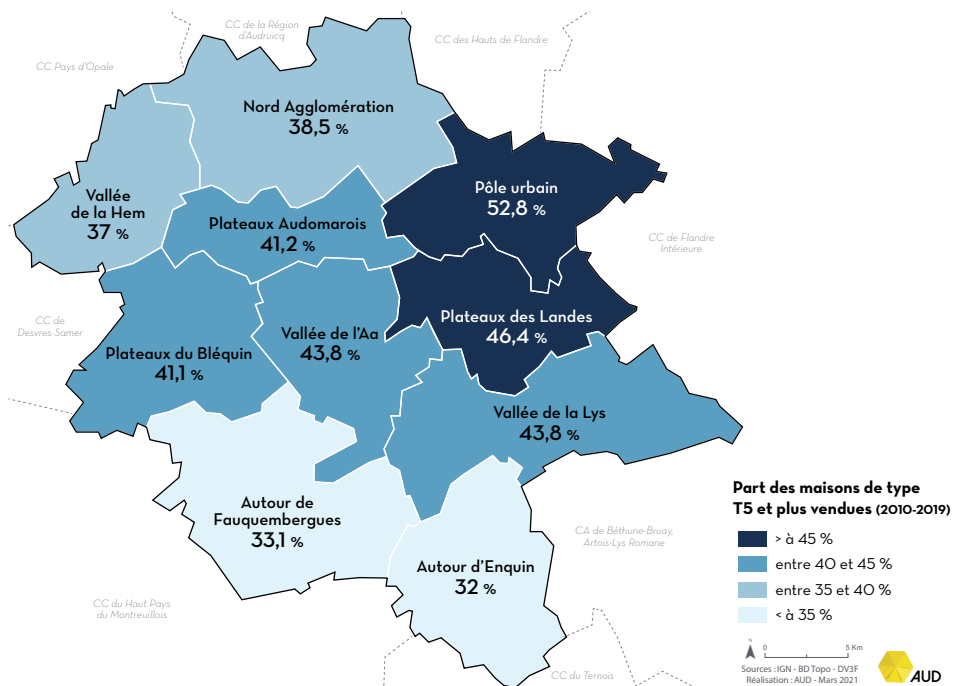 CC de la Région
d'Audruicq
CC des Hauts de Flandre
CC Pays d'Opale
Nord Agglomération
38,5 %
Pôle urbain
52,8 %
Vallée
de la Hem
37 %
Plateaux Audomarois
41,2 %
CC de Flandre
Intérieure
CC de
Desvres-Samer
Plateaux des Landes
46,4 %
Vallée de l'Aa
43,8 %
Plateaux du Bléquin
41,1 %
Vallée de la Lys
43,8 %
Autour de
Fauquembergues
33,1 %
CA de Béthune-Bruay,
Artois-Lys Romane
Autour d'Enquin
32 %
CC du Haut Pays
du Montreuillois
CC du Ternois
Part des maisons de type
T5 et plus vendues (2010-2019)
> à 45 %
entre 40 et 45 %
entre 35 et 40 %
< à 35 %
N 0 5 Km
Sources : IGN - BD Topo - DV3F
Réalisation : AUD - Mars 2021
AUD